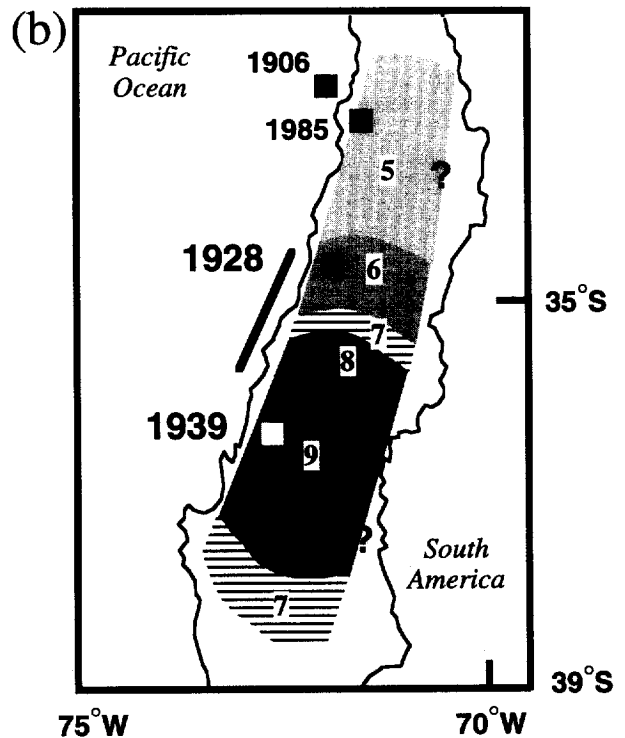 (b)
Pacific
Ocean
1906
1985
5
?
1928
6
35°S
7
8
1939
9
?
South
America
7
39°S
75°W
70°W